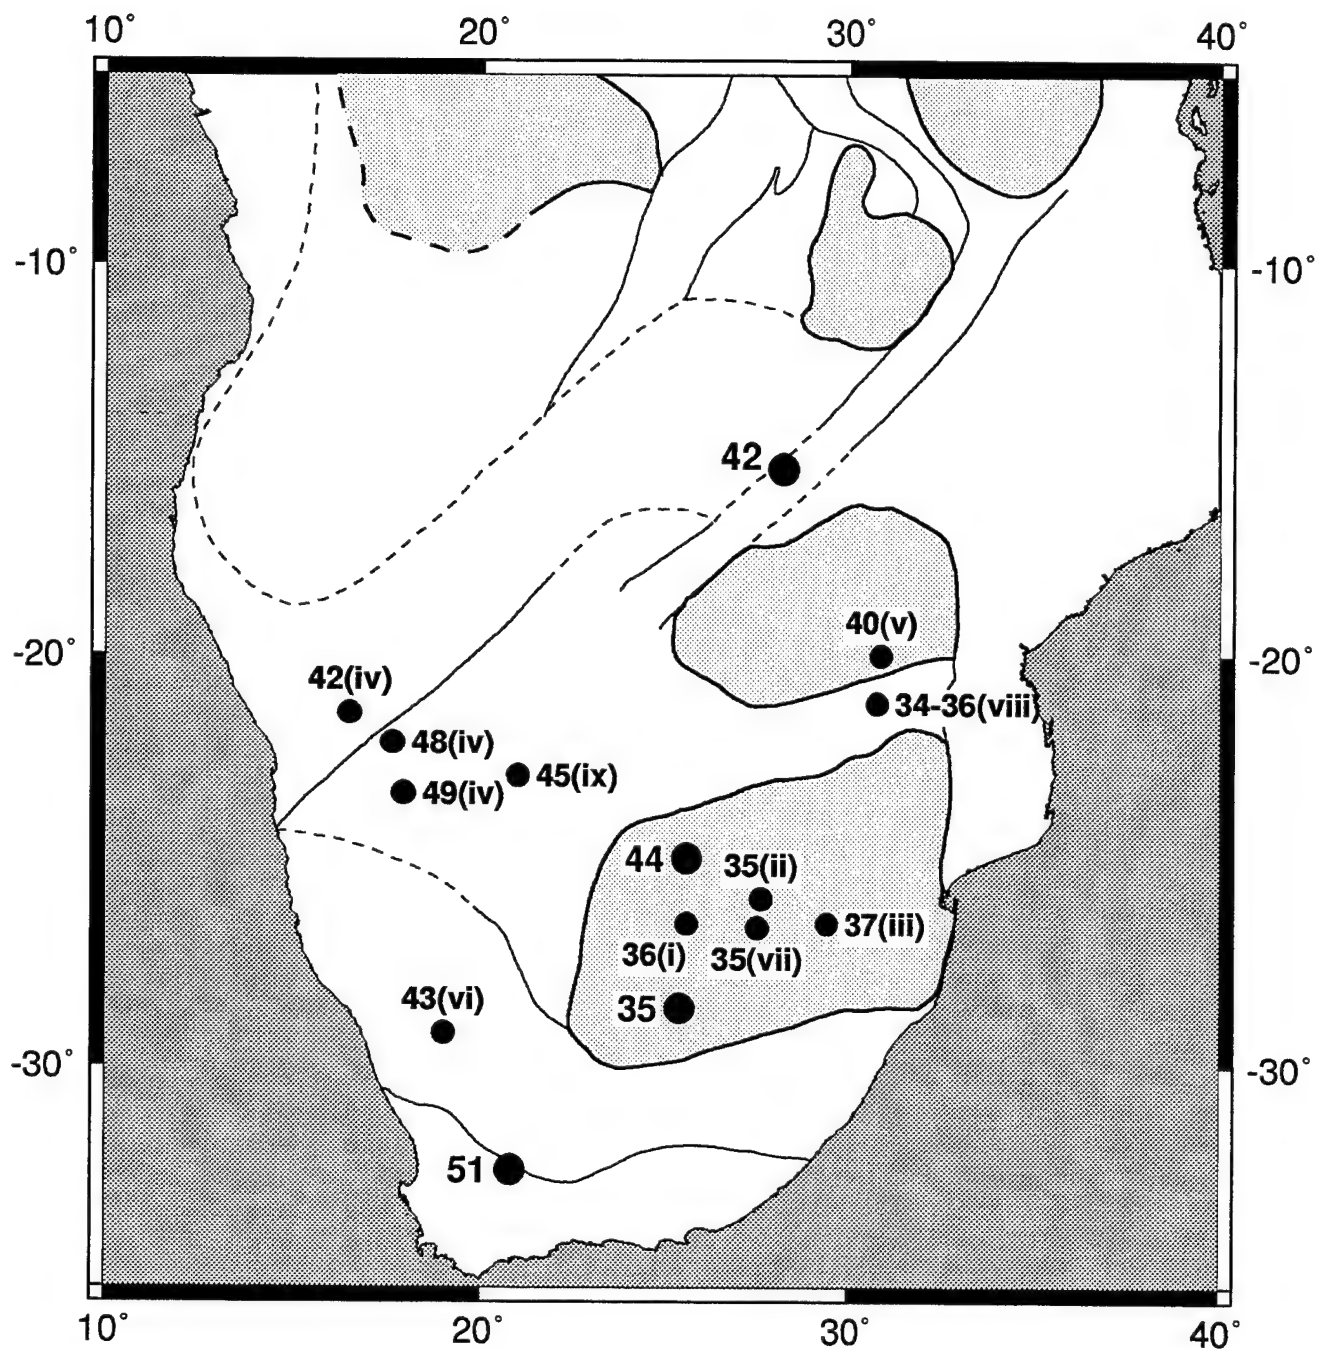 10° 20° 30° 40°
-10° -10°
42
40(v)
-20° -20°
42(iv)
34-36(viii)
48(iv)
45(ix)
49(iv)
44 35(ii)
37(iii)
36(i) 35(vii)
43(vi)
35
-30° -30°
51
10° 20° 30° 40°